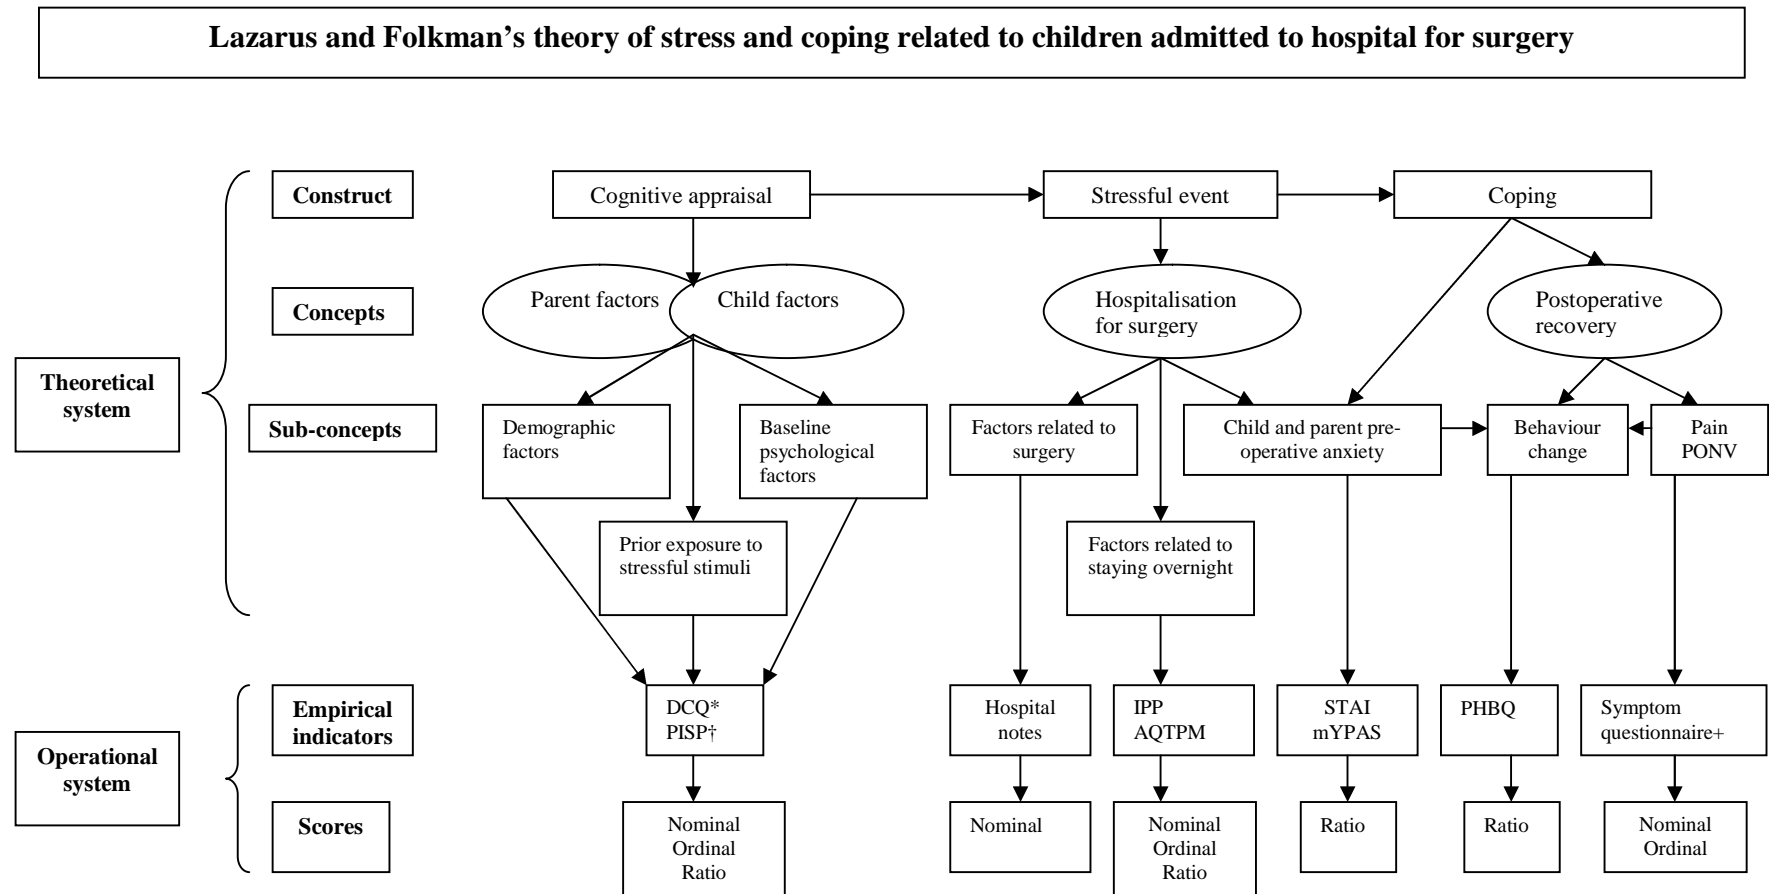 Lazarus and Folkman's theory of stress and coping related to children admitted to hospital for surgery
Construct
Cognitive appraisal
Stressful event
Coping
Concepts
Parent factors
Child factors
Hospitalisation
for surgery
Postoperative
recovery
Theoretical
system
Sub-concepts
Demographic
factors
Baseline
psychological
factors
Factors related to
surgery
Child and parent pre-
operative anxiety
Behaviour
change
Pain
PONV
Prior exposure to
stressful stimuli
Factors related to
staying overnight
Operational
system
Empirical
indicators
DCQ*
PISP†
Hospital
notes
IPP
AQTPM
STAI
mYPAS
PHBQ
Symptom
questionnaire+
Scores
Nominal
Ordinal
Ratio
Nominal
Nominal
Ordinal
Ratio
Ratio
Ratio
Nominal
Ordinal